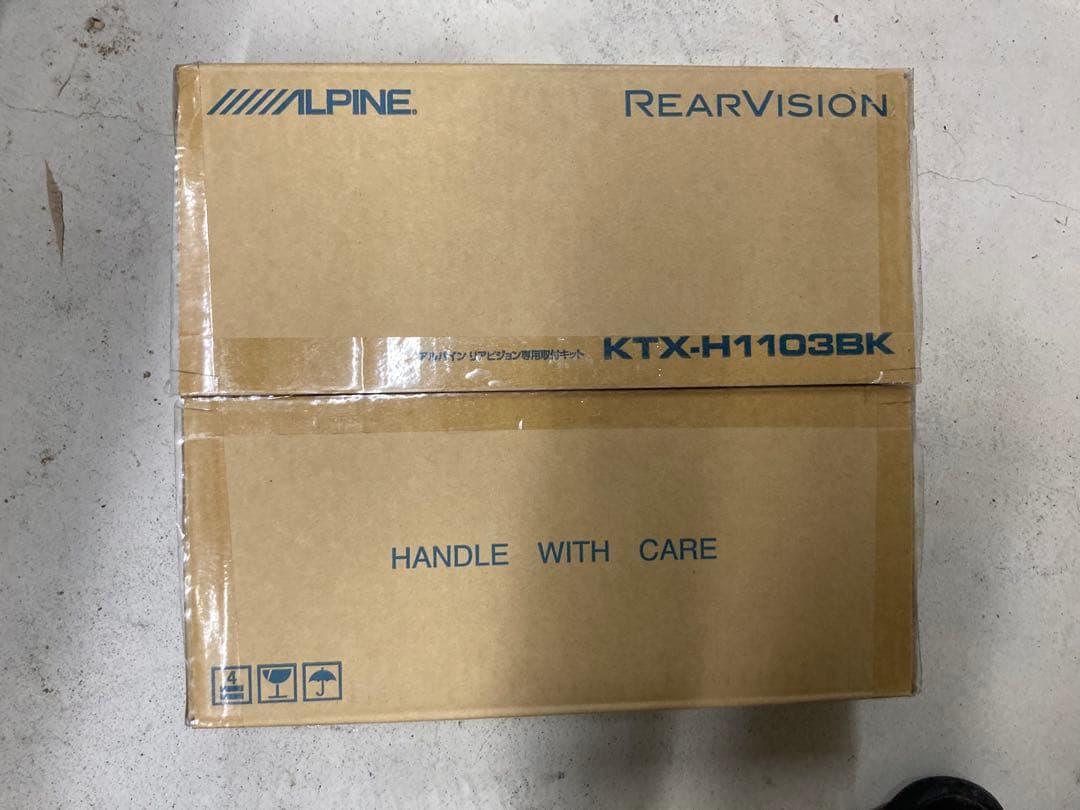 ALPINE®
REARVISION
アルパイン リアビジョン専用取付キット KTX-H1103BK
HANDLE WITH CARE
4